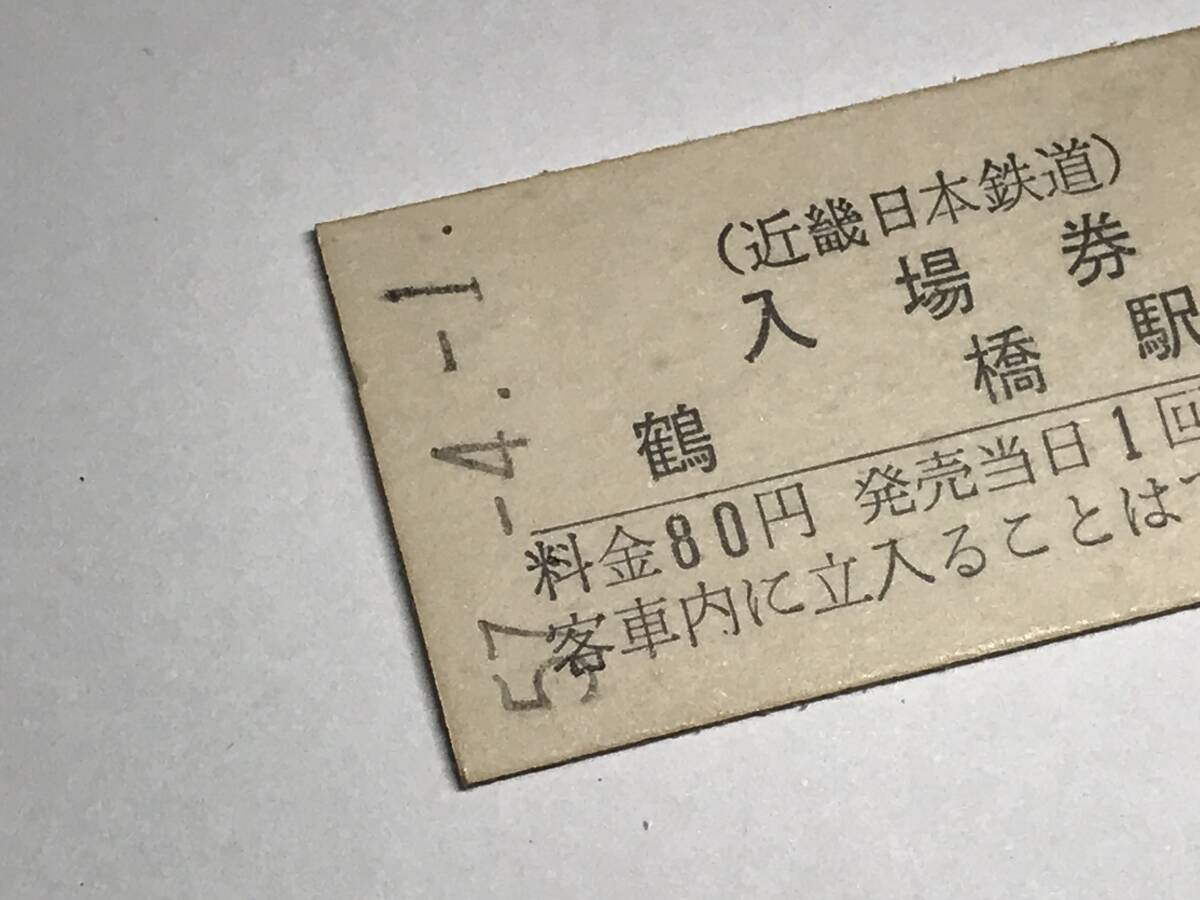 (近畿日本鉄道)
入場券
鶴橋駅
料金80円 発売当日1回
客車内に立入ることは
57.-4.-1.